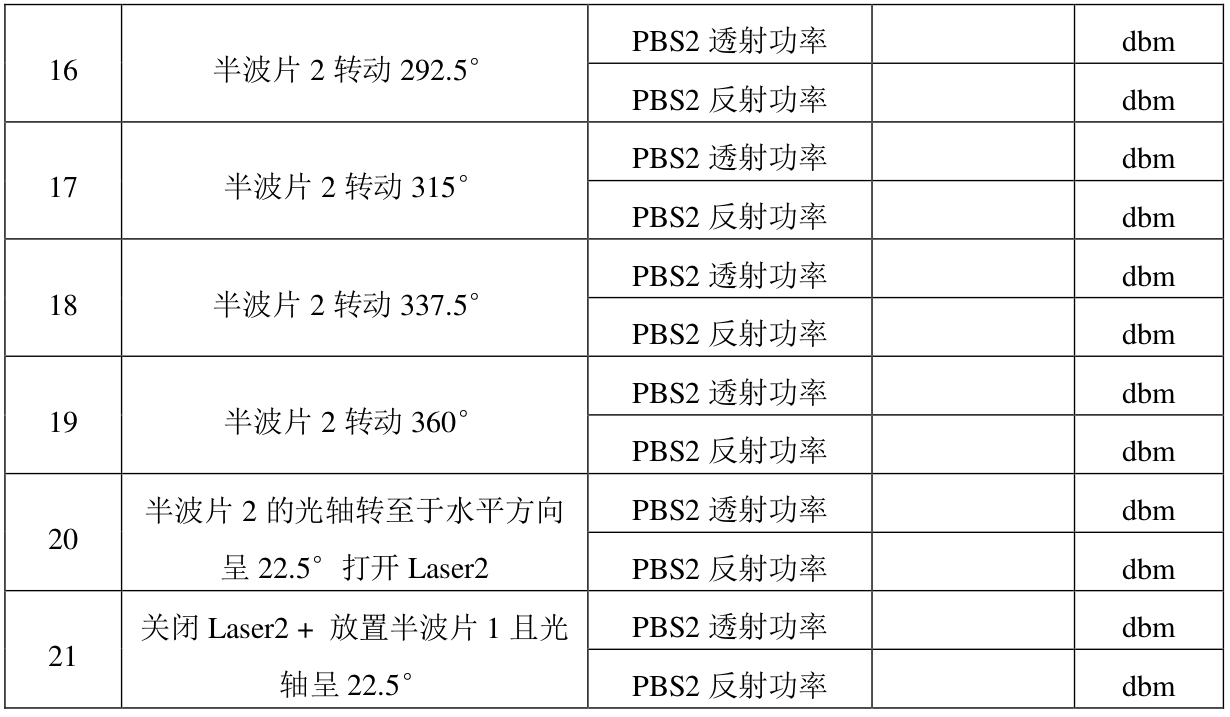 16
半波片 2 转动 292.5°
PBS2 透射功率
dbm
PBS2 反射功率
dbm
17
半波片 2 转动 315°
PBS2 透射功率
dbm
PBS2 反射功率
dbm
18
半波片 2 转动 337.5°
PBS2 透射功率
dbm
PBS2 反射功率
dbm
19
半波片 2 转动 360°
PBS2 透射功率
dbm
PBS2 反射功率
dbm
20
半波片 2 的光轴转至于水平方向
呈 22.5° 打开 Laser2
PBS2 透射功率
dbm
PBS2 反射功率
dbm
21
关闭 Laser2 + 放置半波片 1 且光
轴呈 22.5°
PBS2 透射功率
dbm
PBS2 反射功率
dbm